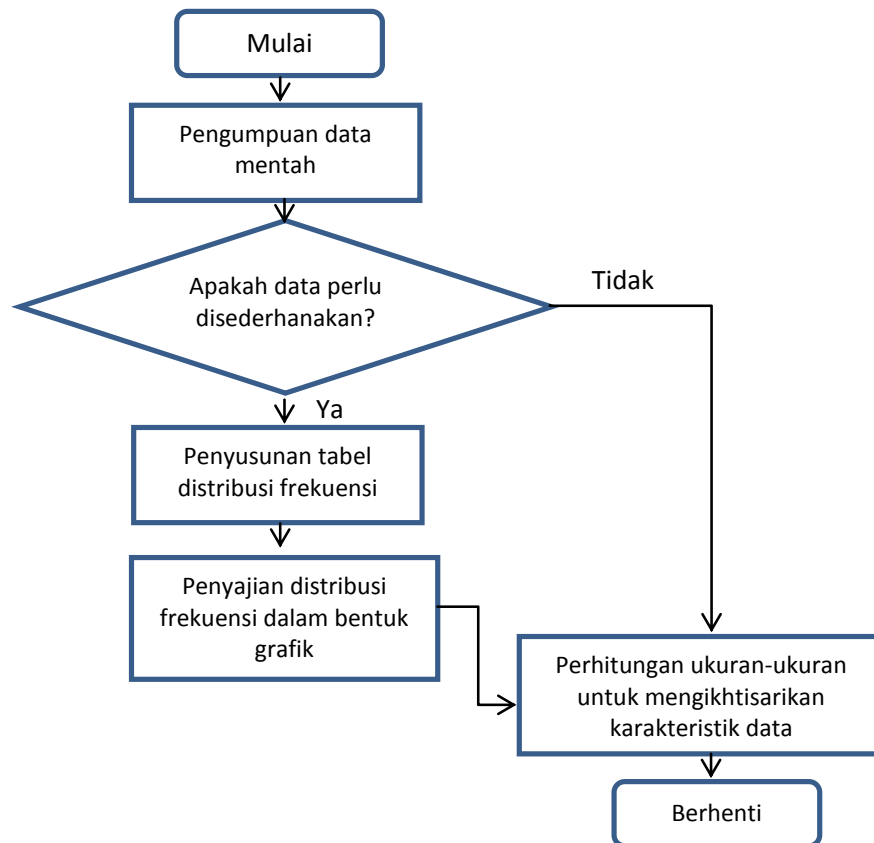 Mulai
Pengumpuan data
mentah
Apakah data perlu
disederhanakan?
Tidak
Ya
Penyusunan tabel
distribusi frekuensi
Penyajian distribusi
frekuensi dalam bentuk
grafik
Perhitungan ukuran-ukuran
untuk mengikhtisarikan
karakteristik data
Berhenti